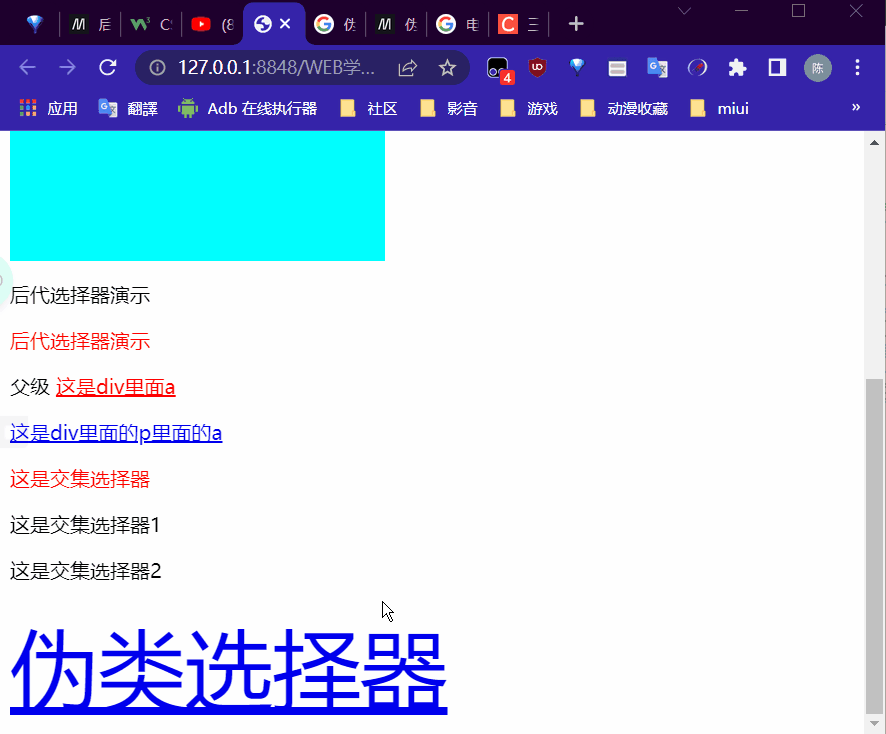 后
C
(8
伪
伪
电
三
127.0.0.1:8848/WEB学...
4
陈
应用 翻譯 Adb 在线执行器 社区 影音 游戏 动漫收藏 miui »
后代选择器演示
后代选择器演示
父级 这是div里面a
这是div里面的p里面的a
这是交集选择器
这是交集选择器1
这是交集选择器2
伪类选择器